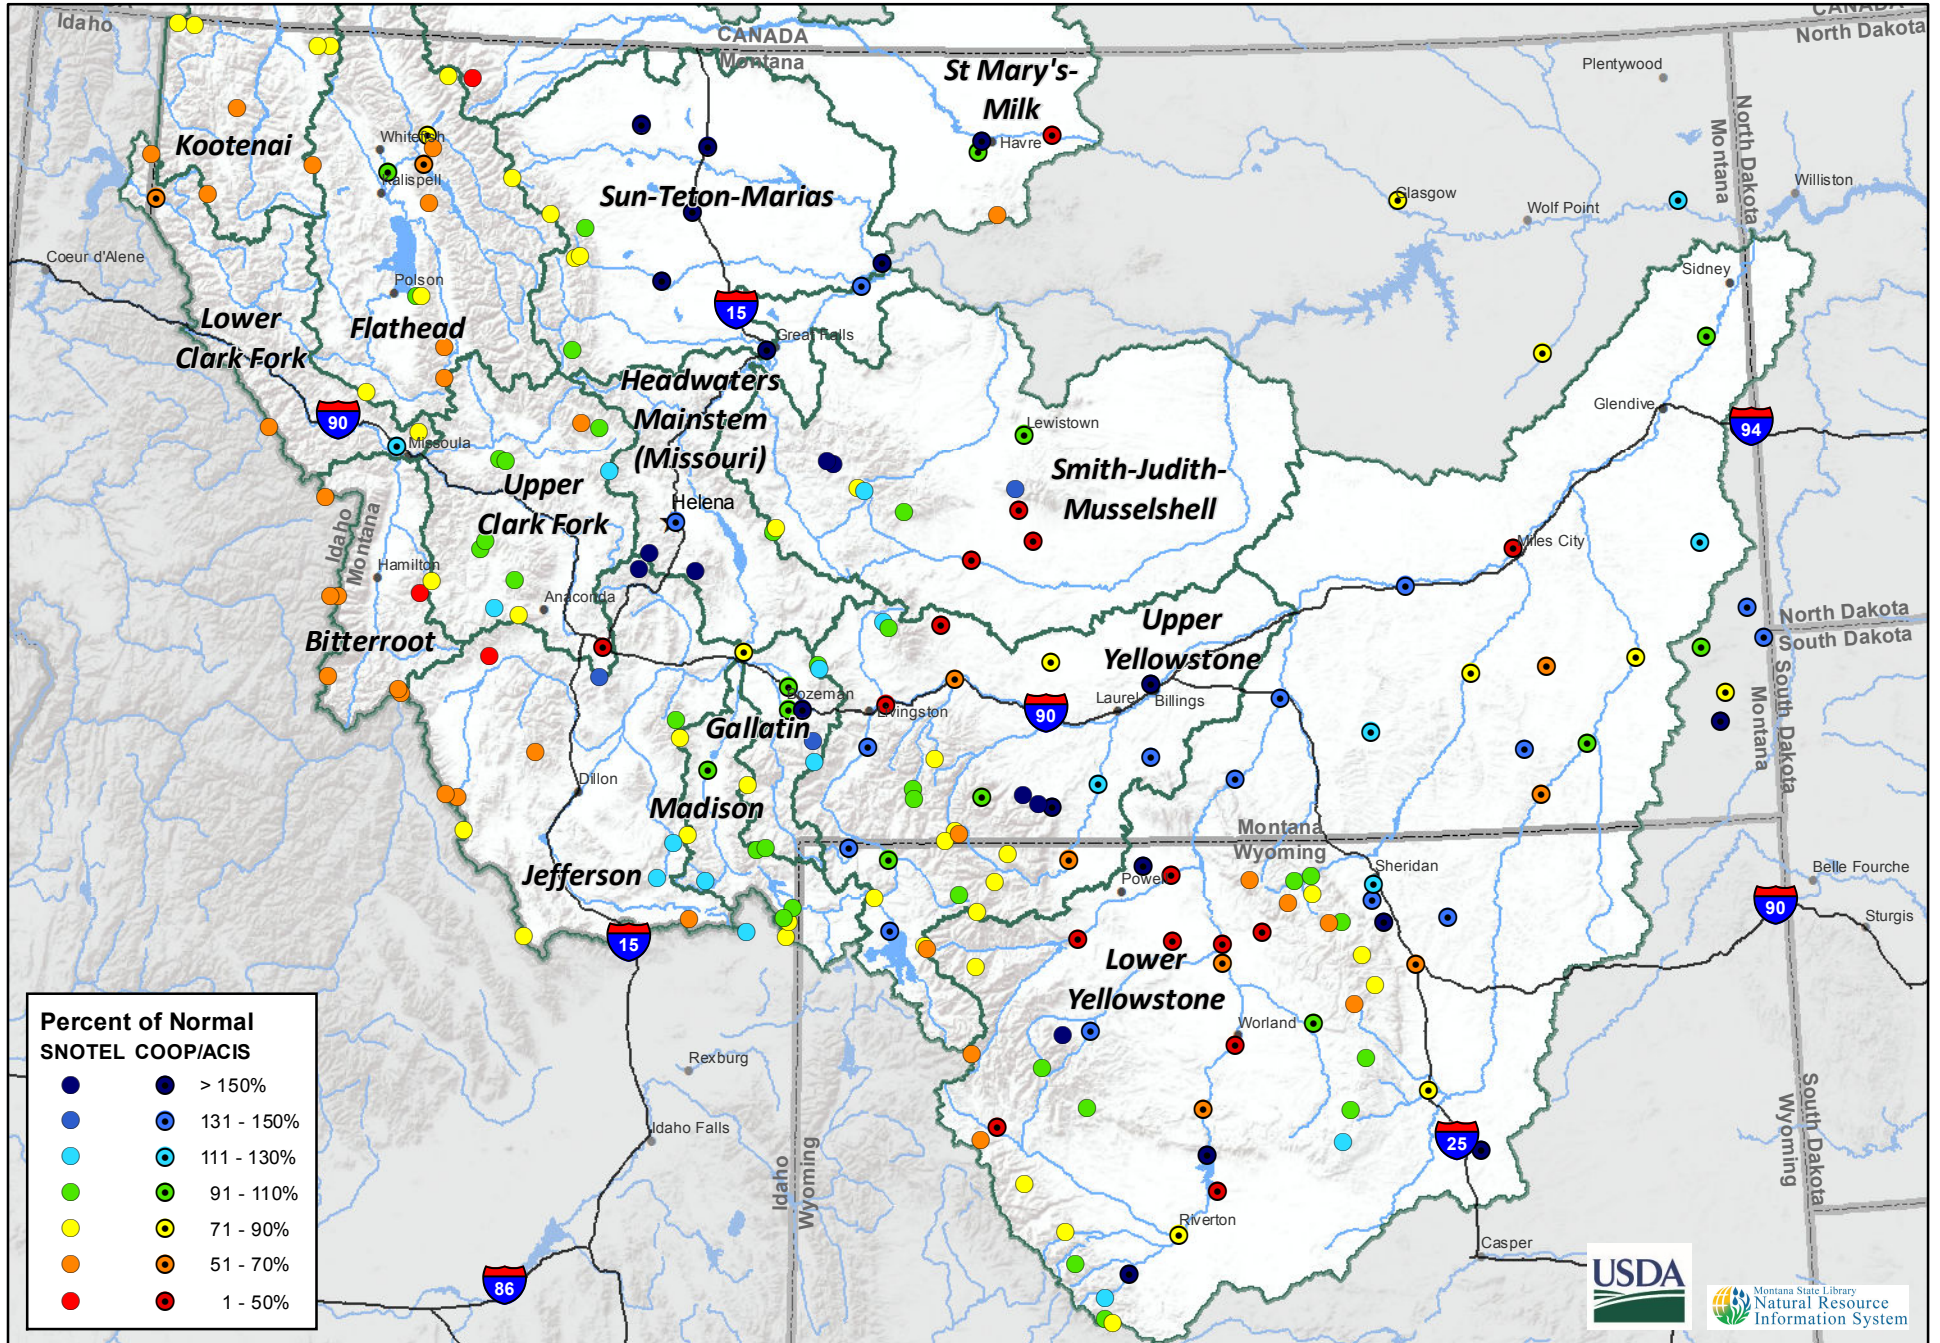 Idaho
CANADA
Montana
CANADA
North Dakota
Plentywood
St Mary's-
Milk
Havre
Kootenai
Whitefish
Kalispell
Sun-Teton-Marias
North Dakota
Montana
Glasgow
Wolf Point
Williston
Coeur d'Alene
Polson
Sidney
Lower
Clark Fork
Flathead
15
Great Falls
Headwaters
Mainstem
(Missouri)
Glendive
90
94
Missoula
Lewistown
Smith-Judith-
Musselshell
Upper
Clark Fork
Helena
Idaho
Montana
Hamilton
Miles City
Anaconda
Bitterroot
Upper
Yellowstone
North Dakota
South Dakota
Bozeman
Livingston
Laurel
Billings
90
Gallatin
South Dakota
Montana
Dillon
Madison
Montana
Wyoming
Jefferson
Powell
Sheridan
Belle Fourche
90
Sturgis
15
Lower
Yellowstone
Worland
Rexburg
Idaho Falls
Idaho
Wyoming
25
South Dakota
Wyoming
Riverton
Casper
86
Percent of Normal
SNOTEL COOP/ACIS
> 150%
131 - 150%
111 - 130%
91 - 110%
71 - 90%
51 - 70%
1 - 50%
USDA
Montana State Library
Natural Resource
Information System